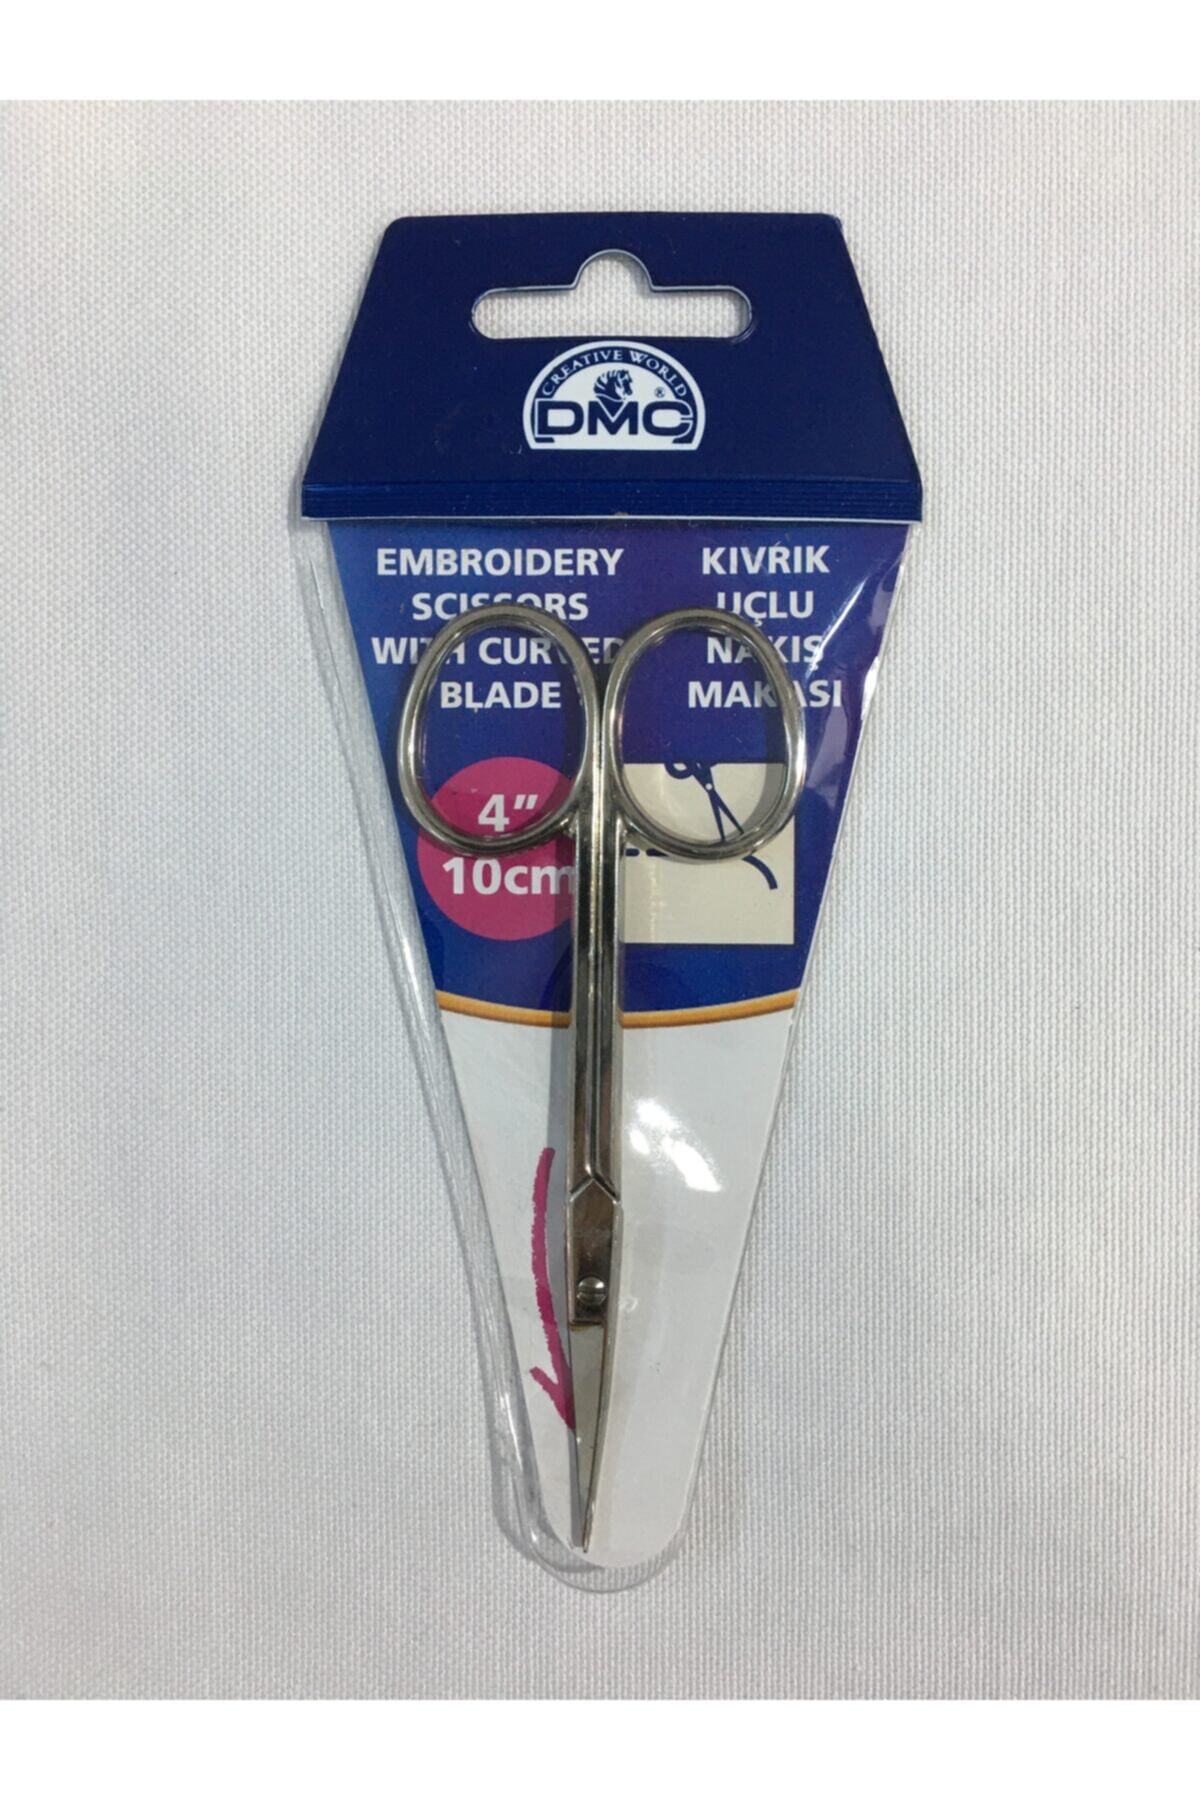 CREATIVE WORLD
DMC®
EMBROIDERY
SCISSORS
WITH CURVED
BLADE
KIVRIK
UÇLU
NAKIŞ
MAKASI
4”
10cm